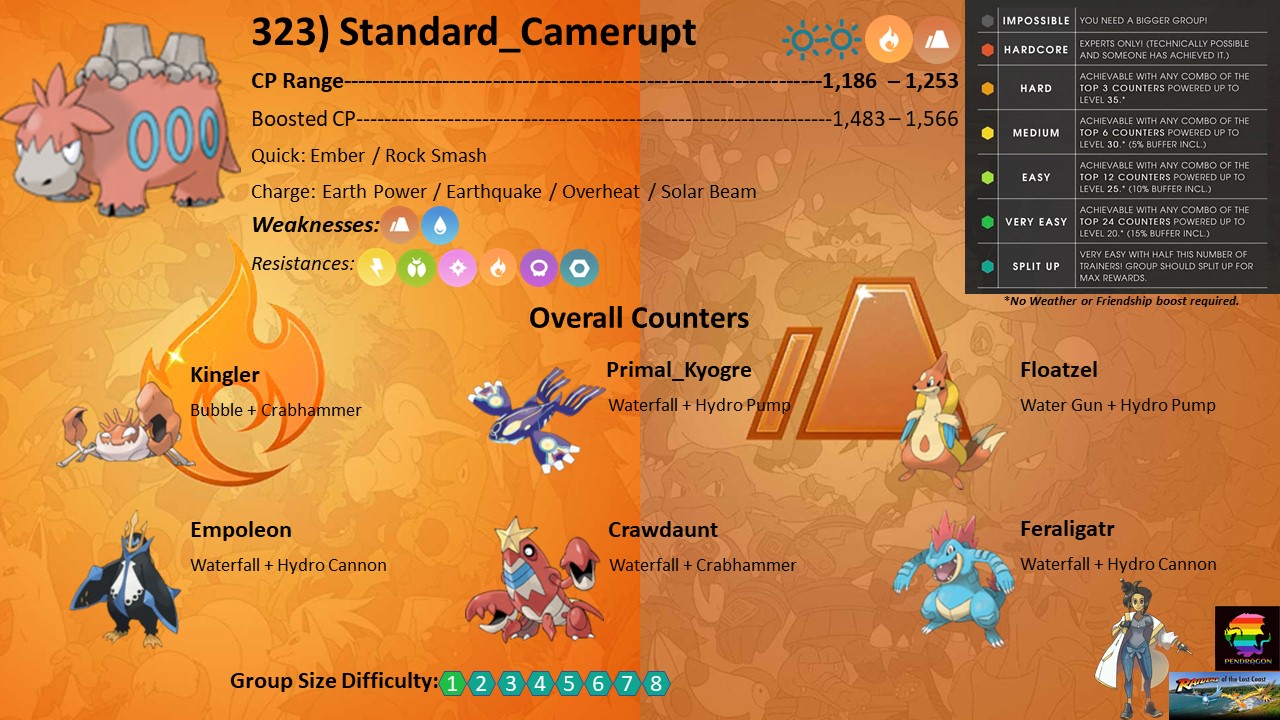 323) Standard_Camerupt
CP Range------------------------------------------------------------------1,186 – 1,253
Boosted CP------------------------------------------------------------------1,483 – 1,566
Quick: Ember / Rock Smash
Charge: Earth Power / Earthquake / Overheat / Solar Beam
Weaknesses:
Resistances:
IMPOSSIBLE YOU NEED A BIGGER GROUP!
HARDCORE EXPERTS ONLY! (TECHNICALLY POSSIBLE
AND SOMEONE HAS ACHIEVED IT.)
HARD ACHIEVABLE WITH ANY COMBO OF THE
TOP 3 COUNTERS POWERED UP TO
LEVEL 35.*
MEDIUM ACHIEVABLE WITH ANY COMBO OF THE
TOP 6 COUNTERS POWERED UP TO
LEVEL 30.* (5% BUFFER INCL.)
EASY ACHIEVABLE WITH ANY COMBO OF THE
TOP 12 COUNTERS POWERED UP TO
LEVEL 25.* (10% BUFFER INCL.)
VERY EASY ACHIEVABLE WITH ANY COMBO OF THE
TOP 24 COUNTERS POWERED UP TO
LEVEL 20.* (15% BUFFER INCL.)
SPLIT UP VERY EASY WITH HALF THIS NUMBER OF
TRAINERS! GROUP SHOULD SPLIT UP FOR
MAX REWARDS.
*No Weather or Friendship boost required.
Overall Counters
Kingler
Bubble + Crabhammer
Primal_Kyogre
Waterfall + Hydro Pump
Floatzel
Water Gun + Hydro Pump
Empoleon
Waterfall + Hydro Cannon
Crawdaunt
Waterfall + Crabhammer
Feraligatr
Waterfall + Hydro Cannon
Group Size Difficulty: 1 2 3 4 5 6 7 8
PENDRAGON
RAIDERS of the Lost Coast